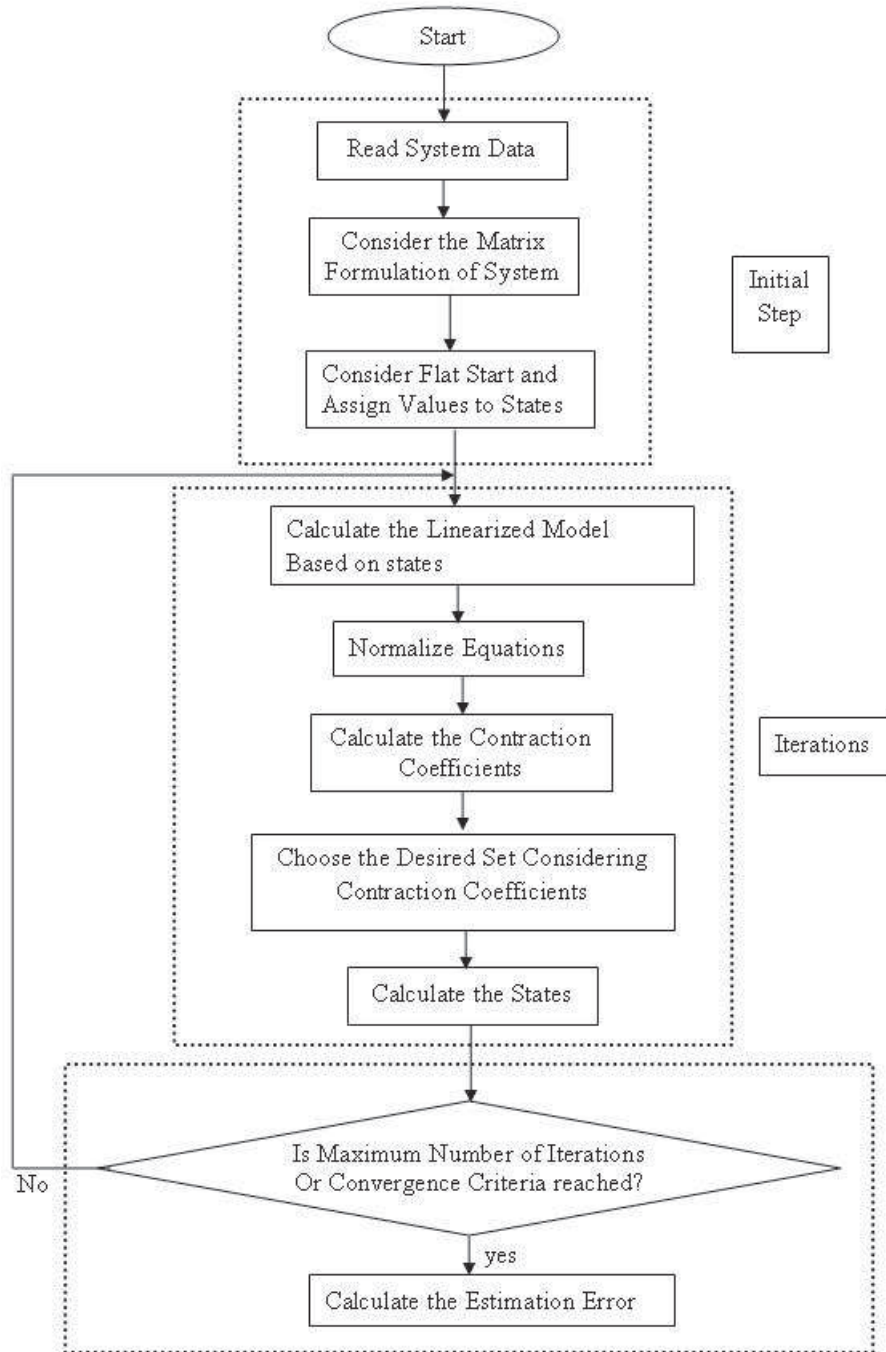 Start
Read System Data
Consider the Matrix
Formulation of System
Initial
Step
Consider Flat Start and
Assign Values to States
Calculate the Linearized Model
Based on states
Normalize Equations
Calculate the Contraction
Coefficients
Iterations
Choose the Desired Set Considering
Contraction Coefficients
Calculate the States
Is Maximum Number of Iterations
Or Convergence Criteria reached?
No
yes
Calculate the Estimation Error